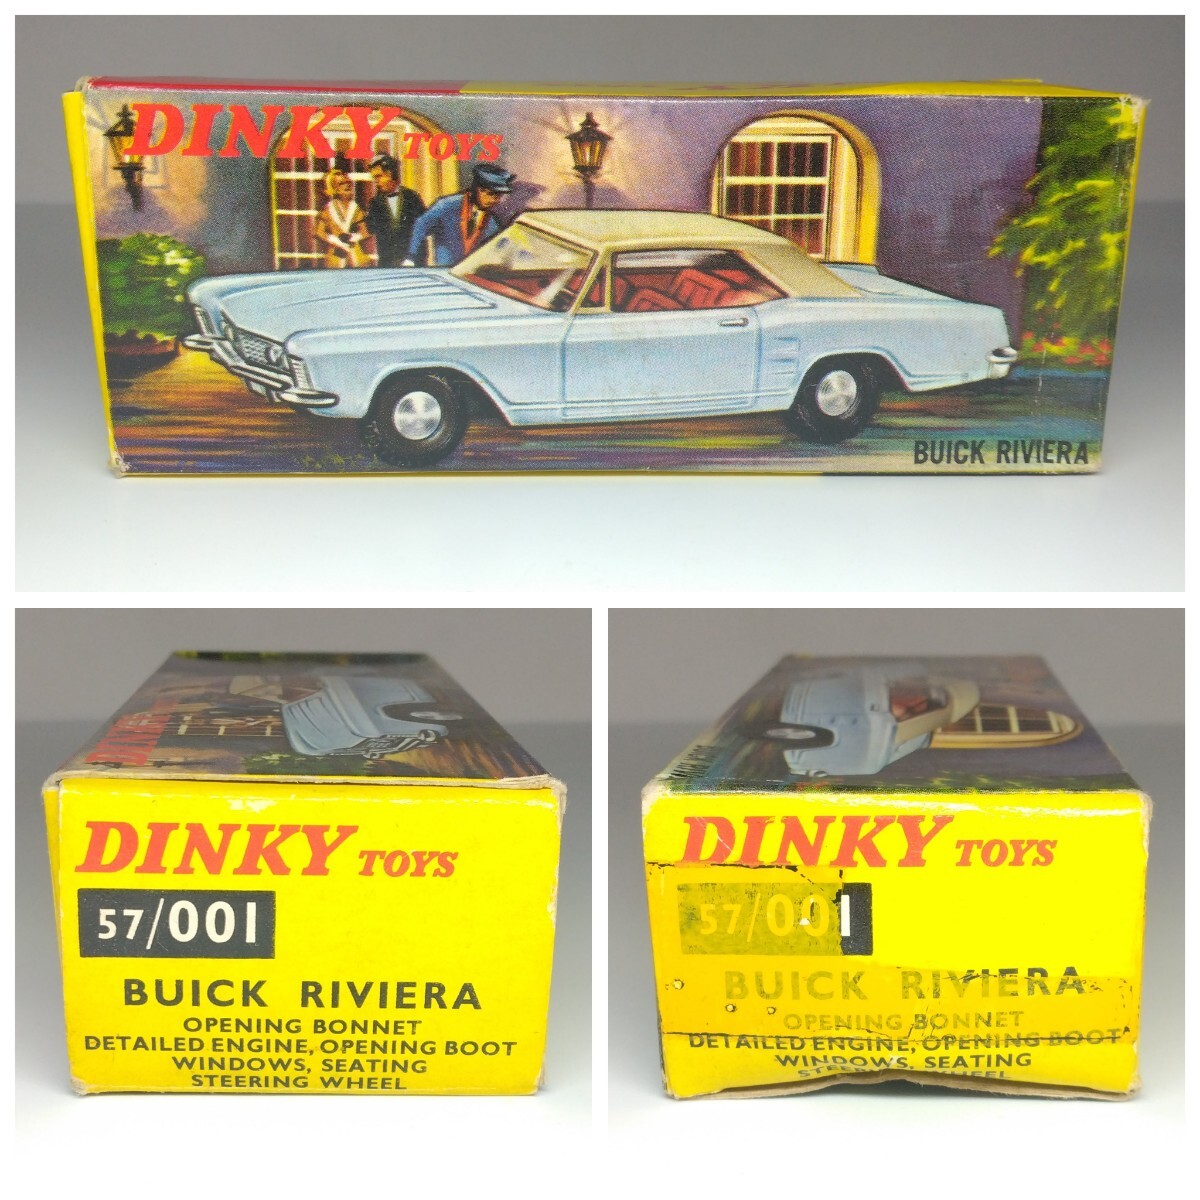 DINKY TOYS
BUICK RIVIERA
DINKY TOYS
57/001
BUICK RIVIERA
OPENING BONNET
DETAILED ENGINE, OPENING BOOT
WINDOWS, SEATING
STEERING WHEEL
DINKY TOYS
57/001
BUICK RIVIERA
OPENING BONNET
DETAILED ENGINE, OPENING BOOT
WINDOWS, SEATING
WHEEL